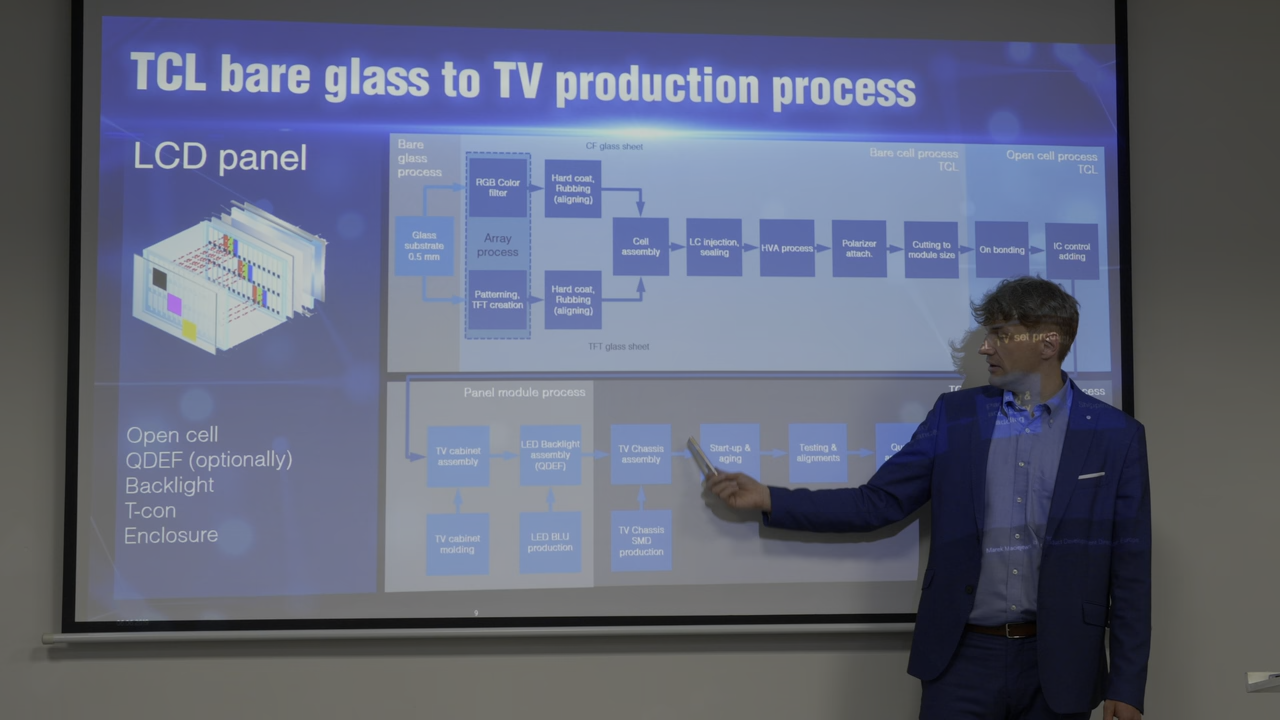 TCL bare glass to TV production process
LCD panel
Open cell
QDEF (optionally)
Backlight
T-con
Enclosure
Bare
glass
process
CF glass sheet
Bare cell process
TCL
Open cell process
TCL
Glass
substrate
0.5 mm
RGB Color
filter
Array
process
Patterning,
TFT creation
Hard coat,
Rubbing
(aligning)
Hard coat,
Rubbing
(aligning)
TFT glass sheet
Cell
assembly
LC injection,
sealing
HVA process
Polarizer
attach.
Cutting to
module size
On bonding
IC control
adding
Panel module process
TV cabinet
assembly
LED Backlight
assembly
(QDEF)
TV Chassis
assembly
Start-up &
aging
Testing &
alignments
TV cabinet
molding
LED BLU
production
TV Chassis
SMD
production
9